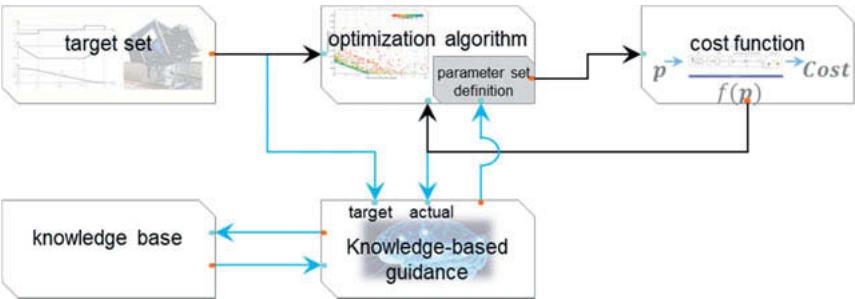 target set
optimization algorithm
parameter set
definition
cost function
p
Cost
f(p)
target actual
knowledge base
Knowledge-based
guidance